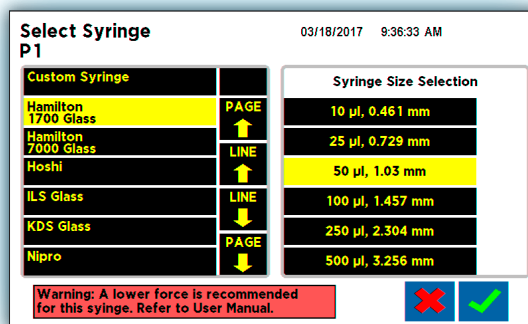 Select Syringe
P1
03/18/2017 9:36:33 AM
Custom Syringe
Hamilton
1700 Glass
Hamilton
7000 Glass
Hoshi
ILS Glass
KDS Glass
Nipro
PAGE
LINE
LINE
PAGE
Syringe Size Selection
10 µl, 0.461 mm
25 µl, 0.729 mm
50 µl, 1.03 mm
100 µl, 1.457 mm
250 µl, 2.304 mm
500 µl, 3.256 mm
Warning: A lower force is recommended
for this syinge. Refer to User Manual.